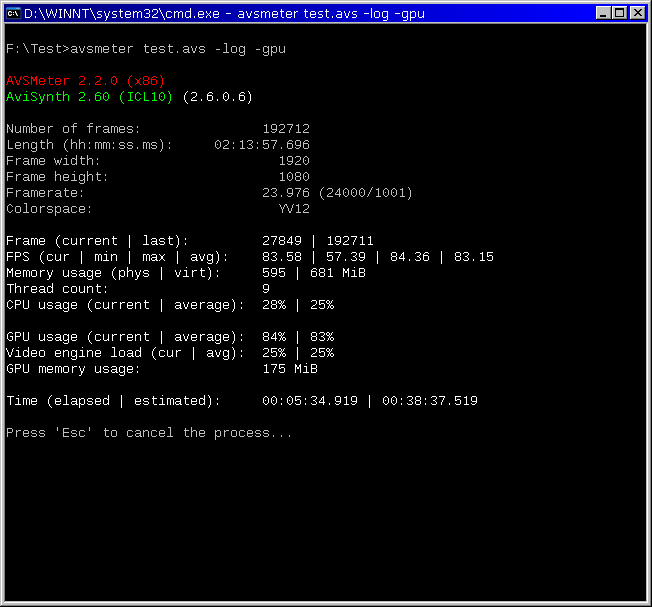 D:\WINNT\system32\cmd.exe - avsmeter test.avs -log -gpu
F:\Test>avsmeter test.avs -log -gpu
AVSMeter 2.2.0 (x86)
AviSynth 2.60 (ICL10) (2.6.0.6)
Number of frames: 192712
Length (hh:mm:ss.ms): 02:13:57.696
Frame width: 1920
Frame height: 1080
Framerate: 23.976 (24000/1001)
Colorspace: YV12
Frame (current | last): 27849 | 192711
FPS (cur | min | max | avg): 83.58 | 57.39 | 84.36 | 83.15
Memory usage (phys | virt): 595 | 681 MiB
Thread count: 9
CPU usage (current | average): 28% | 25%
GPU usage (current | average): 84% | 83%
Video engine load (cur | avg): 25% | 25%
GPU memory usage: 175 MiB
Time (elapsed | estimated): 00:05:34.919 | 00:38:37.519
Press 'Esc' to cancel the process...